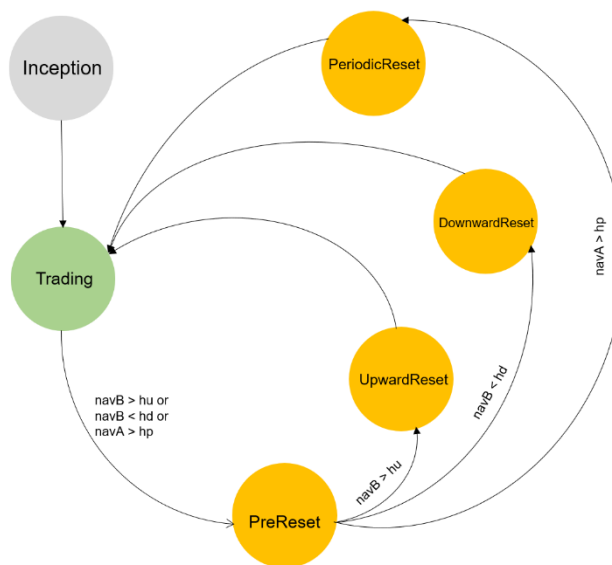 Inception
PeriodicReset
DownwardReset
Trading
navA > hp
UpwardReset
navB > hu or
navB < hd or
navA > hp
navB < hd
navB > hu
PreReset